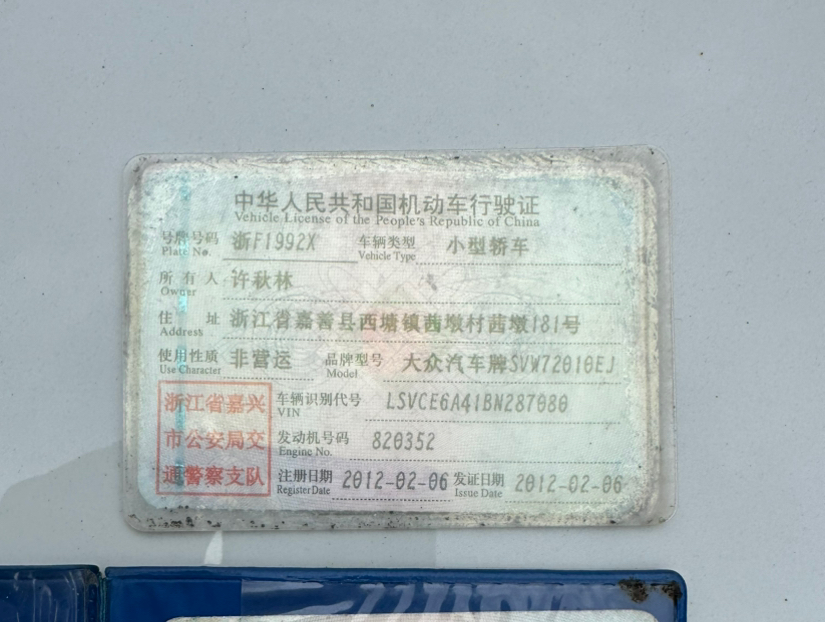 中华人民共和国机动车行驶证
Vehicle License of the People's Republic of China
号牌号码 浙F1992X 车辆类型 小型轿车
Plate No. Vehicle Type
所有人 许秋林
Owner
住址 浙江省嘉善县西塘镇茜墩村茜墩181号
Address
使用性质 非营运 品牌型号 大众汽车牌SVW72010EJ
Use Character Model
浙江省嘉兴 车辆识别代号 LSVCE6A41BN287080
VIN
市公安局交 发动机号码 820352
Engine No.
通警察支队 注册日期 2012-02-06 发证日期 2012-02-06
Register Date Issue Date